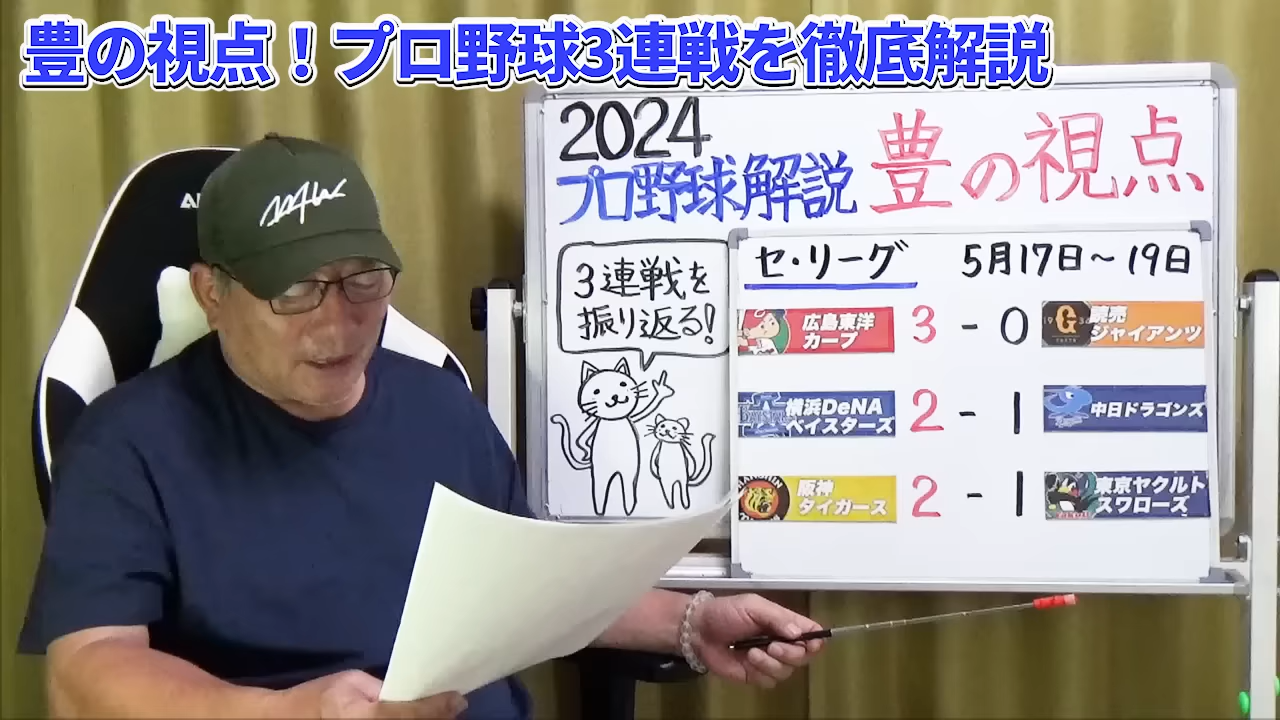 豊の視点！プロ野球3連戦を徹底解説
2024
プロ野球解説 豊の視点
3連戦を
振り返る!
セ・リーグ 5月17日～19日
広島東洋
カープ
3 - 0
読売
ジャイアンツ
横浜DeNA
ベイスターズ
2 - 1
中日ドラゴンズ
阪神
タイガース
2 - 1
東京ヤクルト
スワローズ